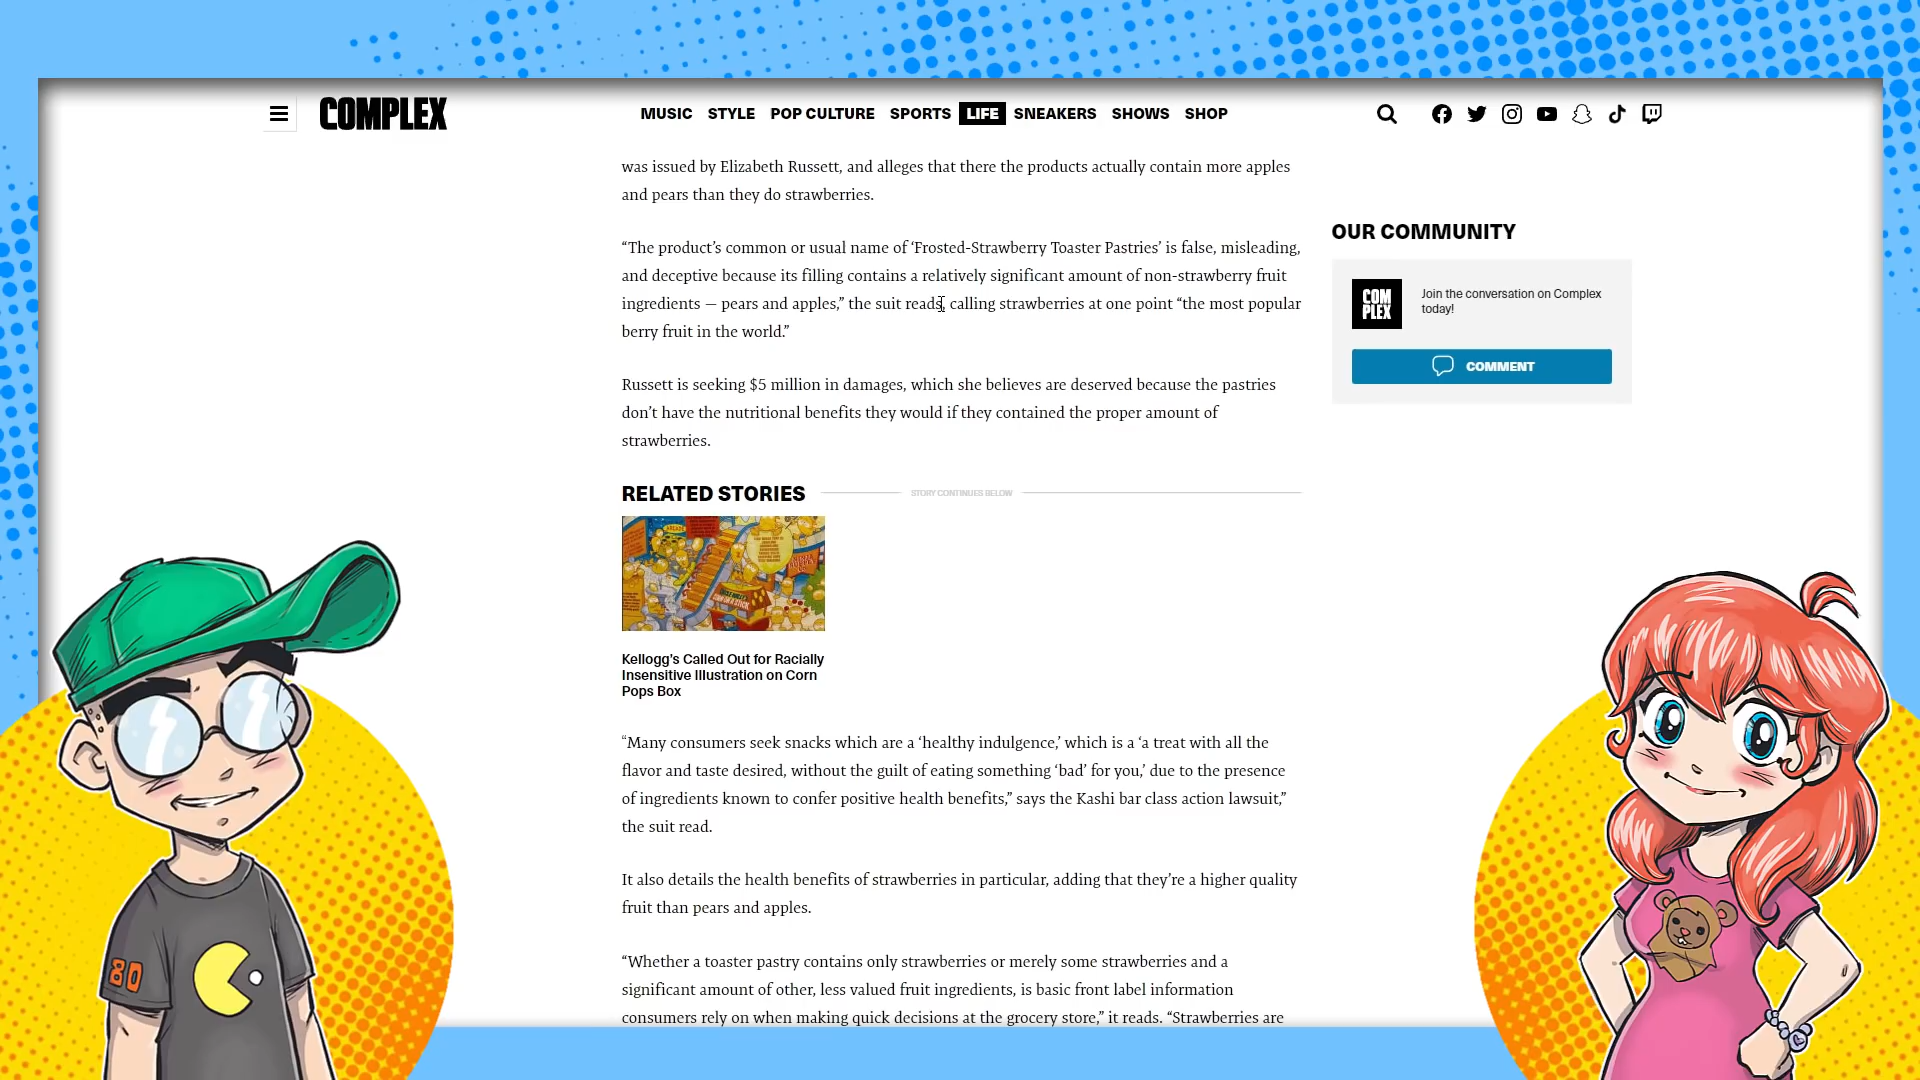 COMPLEX
MUSIC STYLE POP CULTURE SPORTS LIFE SNEAKERS SHOWS SHOP
was issued by Elizabeth Russett, and alleges that there the products actually contain more apples
and pears than they do strawberries.
“The product’s common or usual name of ‘Frosted-Strawberry Toaster Pastries’ is false, misleading,
and deceptive because its filling contains a relatively significant amount of non-strawberry fruit
ingredients — pears and apples,” the suit reads, calling strawberries at one point “the most popular
berry fruit in the world.”
Russett is seeking $5 million in damages, which she believes are deserved because the pastries
don’t have the nutritional benefits they would if they contained the proper amount of
strawberries.
OUR COMMUNITY
COM
PLEX
Join the conversation on Complex
today!
COMMENT
RELATED STORIES
STORY CONTINUES BELOW
Kellogg’s Called Out for Racially
Insensitive Illustration on Corn
Pops Box
“Many consumers seek snacks which are a ‘healthy indulgence,’ which is a ‘a treat with all the
flavor and taste desired, without the guilt of eating something ‘bad’ for you,’ due to the presence
of ingredients known to confer positive health benefits,” says the Kashi bar class action lawsuit,”
the suit read.
It also details the health benefits of strawberries in particular, adding that they’re a higher quality
fruit than pears and apples.
“Whether a toaster pastry contains only strawberries or merely some strawberries and a
significant amount of other, less valued fruit ingredients, is basic front label information
consumers rely on when making quick decisions at the grocery store,” it reads. “Strawberries are
80